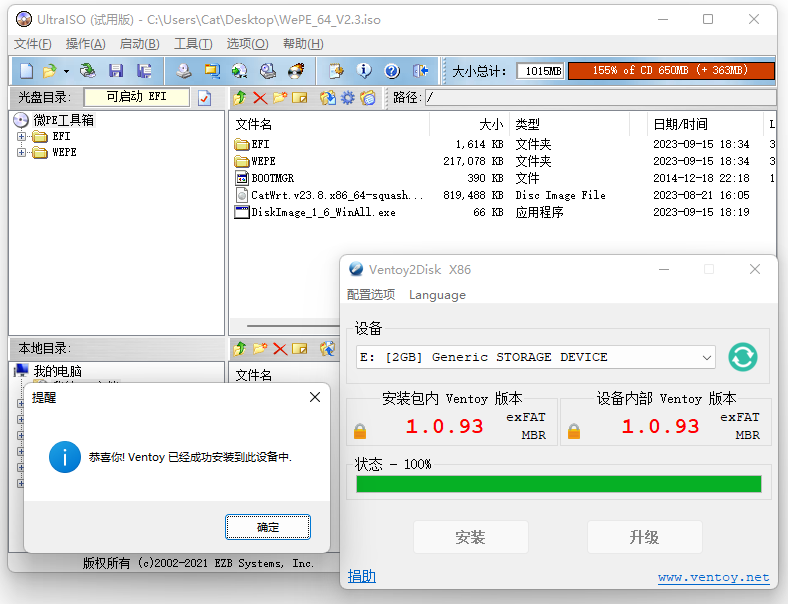 UltraISO (试用版) - C:\Users\Cat\Desktop\WePE_64_V2.3.iso
文件(F) 操作(A) 启动(B) 工具(T) 选项(O) 帮助(H)
大小总计: 1015MB 155% of CD 650MB (+ 363MB)
光盘目录: 可启动 EFI 路径: /
微PE工具箱
EFI
WEPE
文件名 大小 类型 日期/时间 L
EFI 1,614 KB 文件夹 2023-09-15 18:34 3
WEPE 217,078 KB 文件夹 2023-09-15 18:34 3
BOOTMGR 390 KB 文件 2014-12-18 22:18 1
CatWrt.v23.8.x86_64-squash... 819,488 KB Disc Image File 2023-08-21 16:05 3
DiskImage_1_6_WinAll.exe 66 KB 应用程序 2023-09-15 18:19
本地目录:
我的电脑
文件名
提醒
恭喜你! Ventoy 已经成功安装到此设备中.
确定
版权所有 (c)2002-2021 EZB Systems, Inc.
Ventoy2Disk X86
配置选项 Language
设备
E: [2GB] Generic STORAGE DEVICE
安装包内 Ventoy 版本
1.0.93
exFAT
MBR
设备内部 Ventoy 版本
1.0.93
exFAT
MBR
状态 - 100%
安装 升级
捐助 www.ventoy.net